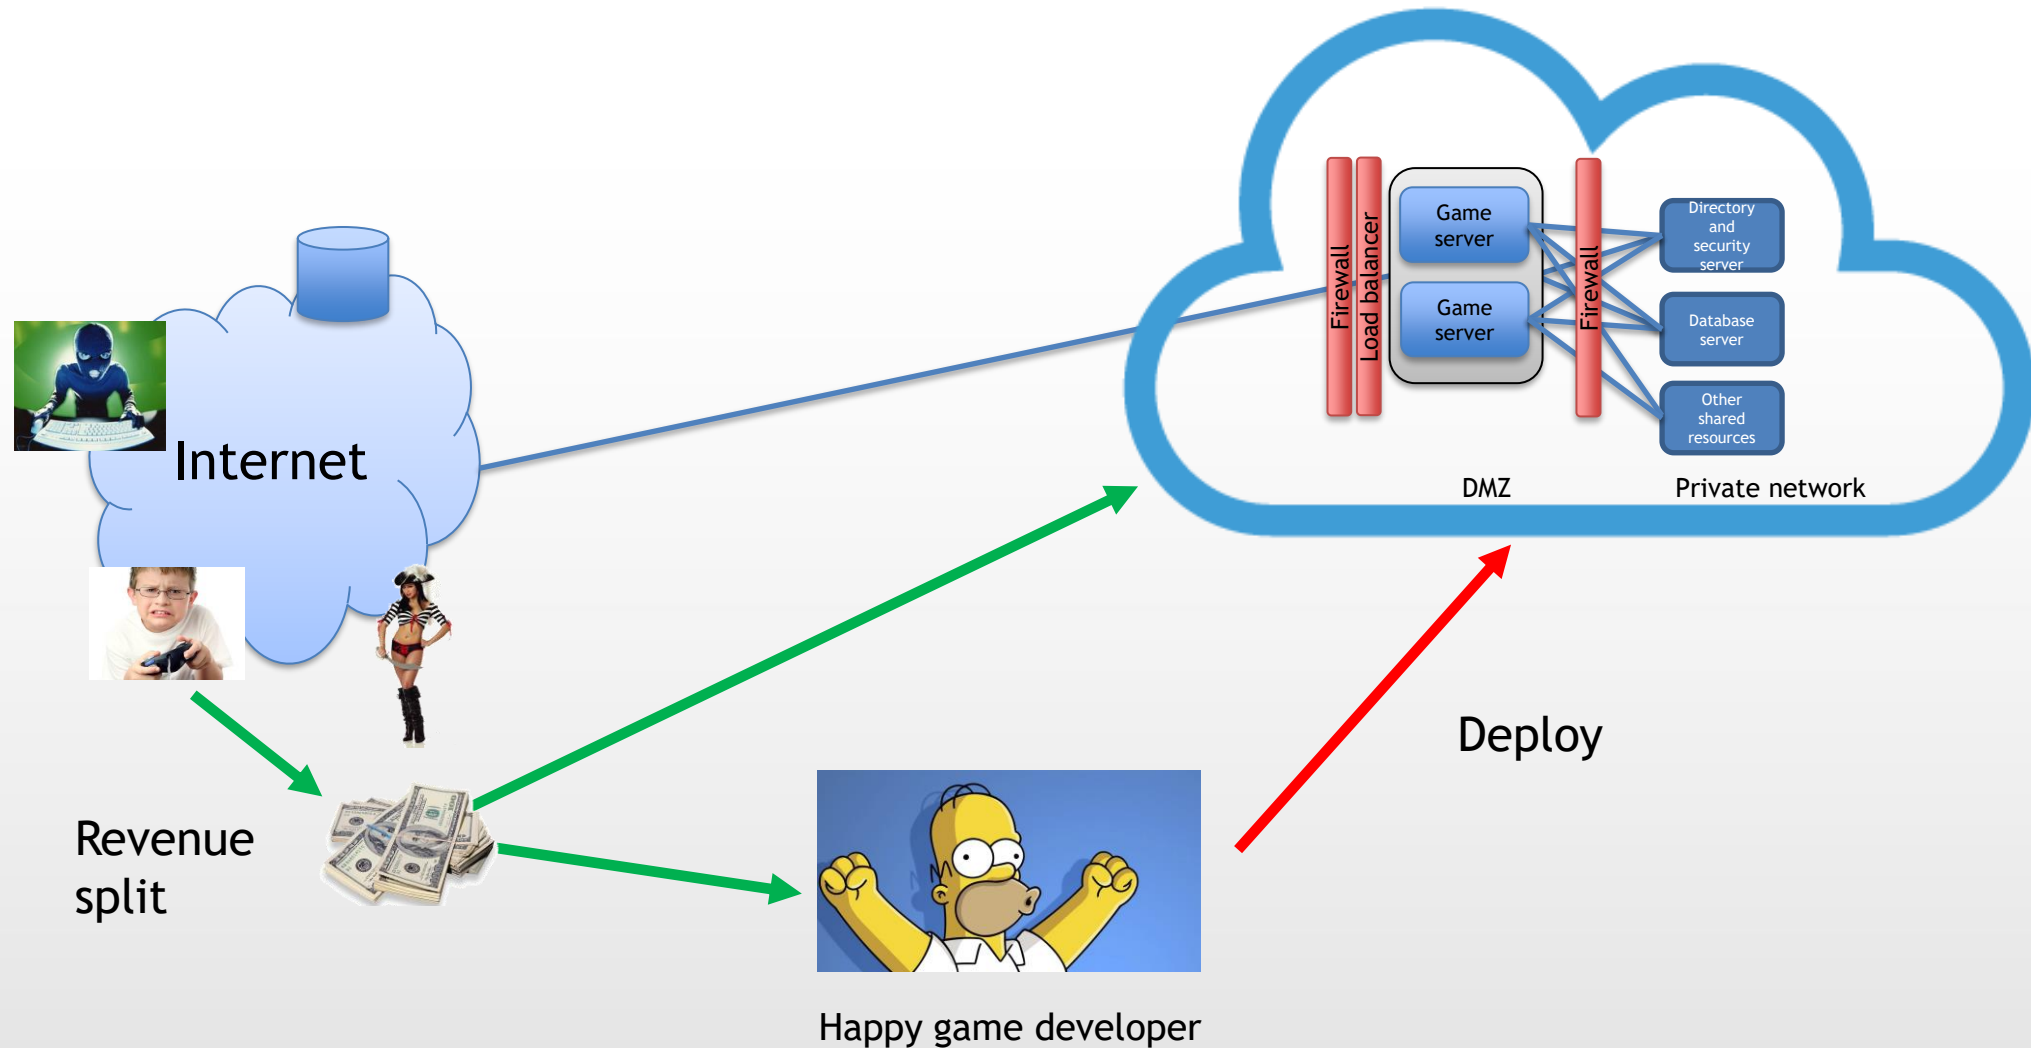 Internet
Revenue
split
Happy game developer
Deploy
Firewall
Load balancer
Game
server
Game
server
Firewall
Directory
and
security
server
Database
server
Other
shared
resources
DMZ
Private network